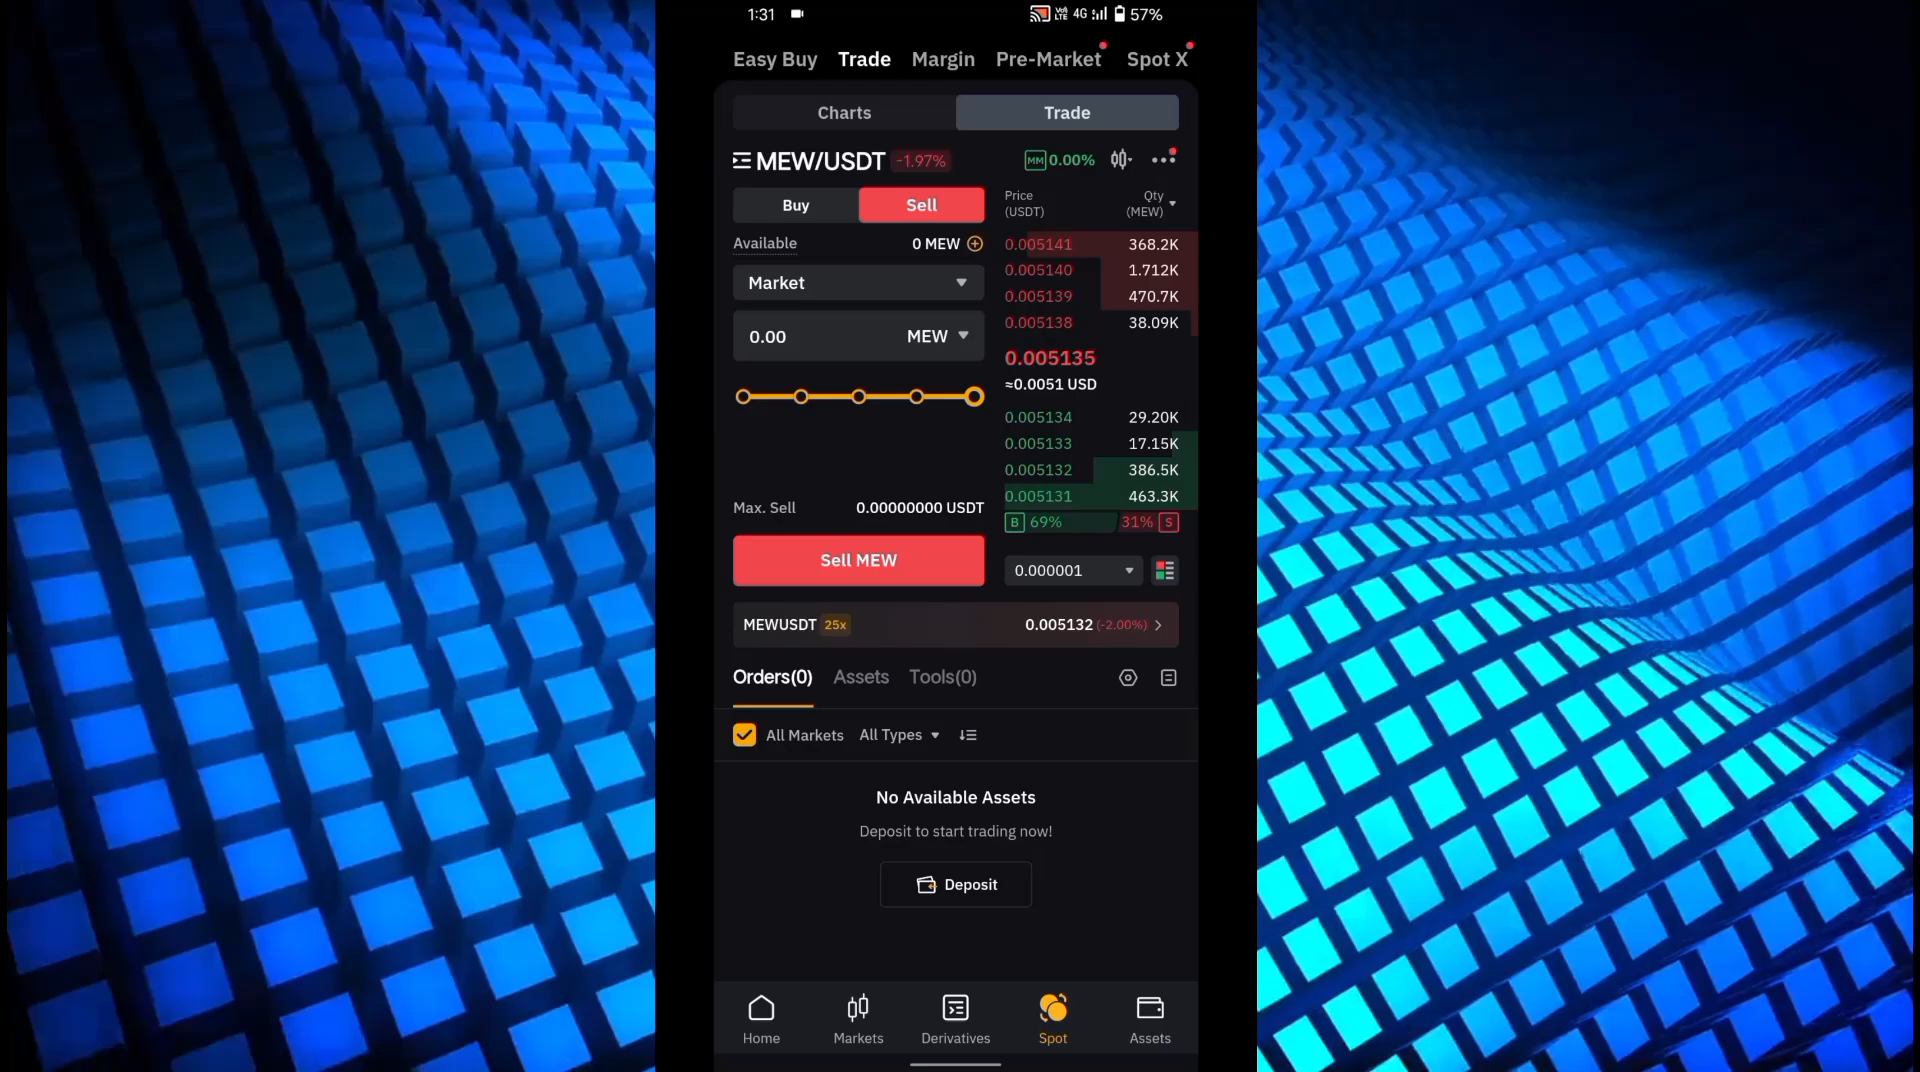 1:31
Vo) LTE 4G 57%
Easy Buy Trade Margin Pre-Market Spot X
Charts Trade
MEW/USDT -1.97% MM 0.00%
Buy Sell
Price (USDT) Qty (MEW)
Available 0 MEW
Market
0.00 MEW
0.005141 368.2K
0.005140 1.712K
0.005139 470.7K
0.005138 38.09K
0.005135
≈0.0051 USD
0.005134 29.20K
0.005133 17.15K
0.005132 386.5K
0.005131 463.3K
B 69% 31% S
Max. Sell 0.00000000 USDT
Sell MEW
0.000001
MEWUSDT 25x 0.005132 (-2.00%)
Orders(0) Assets Tools(0)
All Markets All Types
No Available Assets
Deposit to start trading now!
Deposit
Home Markets Derivatives Spot Assets